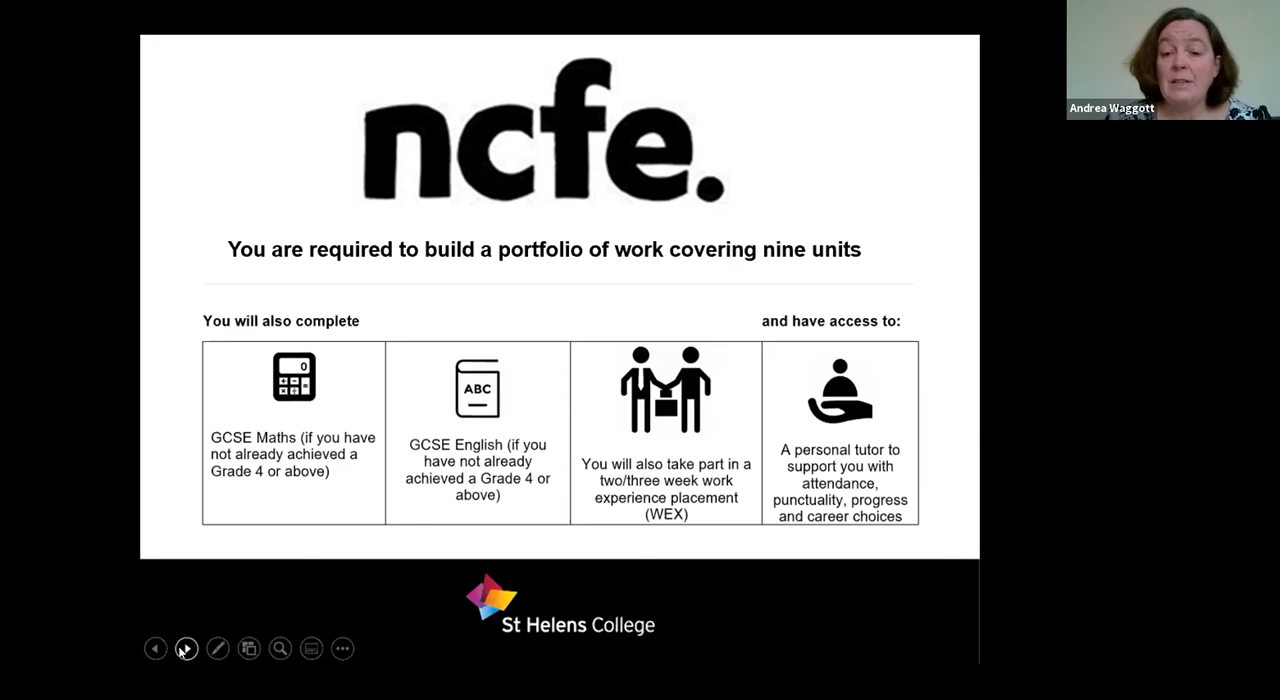 Andrea Waggott
ncfe.
You are required to build a portfolio of work covering nine units
You will also complete
and have access to:
0
GCSE Maths (if you have
not already achieved a
Grade 4 or above)
ABC
GCSE English (if you
have not already
achieved a Grade 4 or
above)
You will also take part in a
two/three week work
experience placement
(WEX)
A personal tutor to
support you with
attendance,
punctuality, progress
and career choices
St Helens College